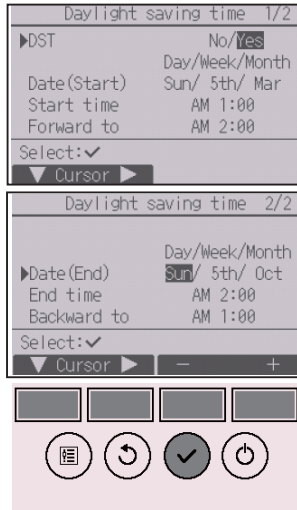 Daylight saving time 1/2
▶DST No/Yes
Day/Week/Month
Date(Start) Sun/ 5th/ Mar
Start time AM 1:00
Forward to AM 2:00
Select:✓
▼ Cursor ▶
Daylight saving time 2/2
Day/Week/Month
▶Date(End) Sun/ 5th/ Oct
End time AM 2:00
Backward to AM 1:00
Select:✓
▼ Cursor ▶ − +